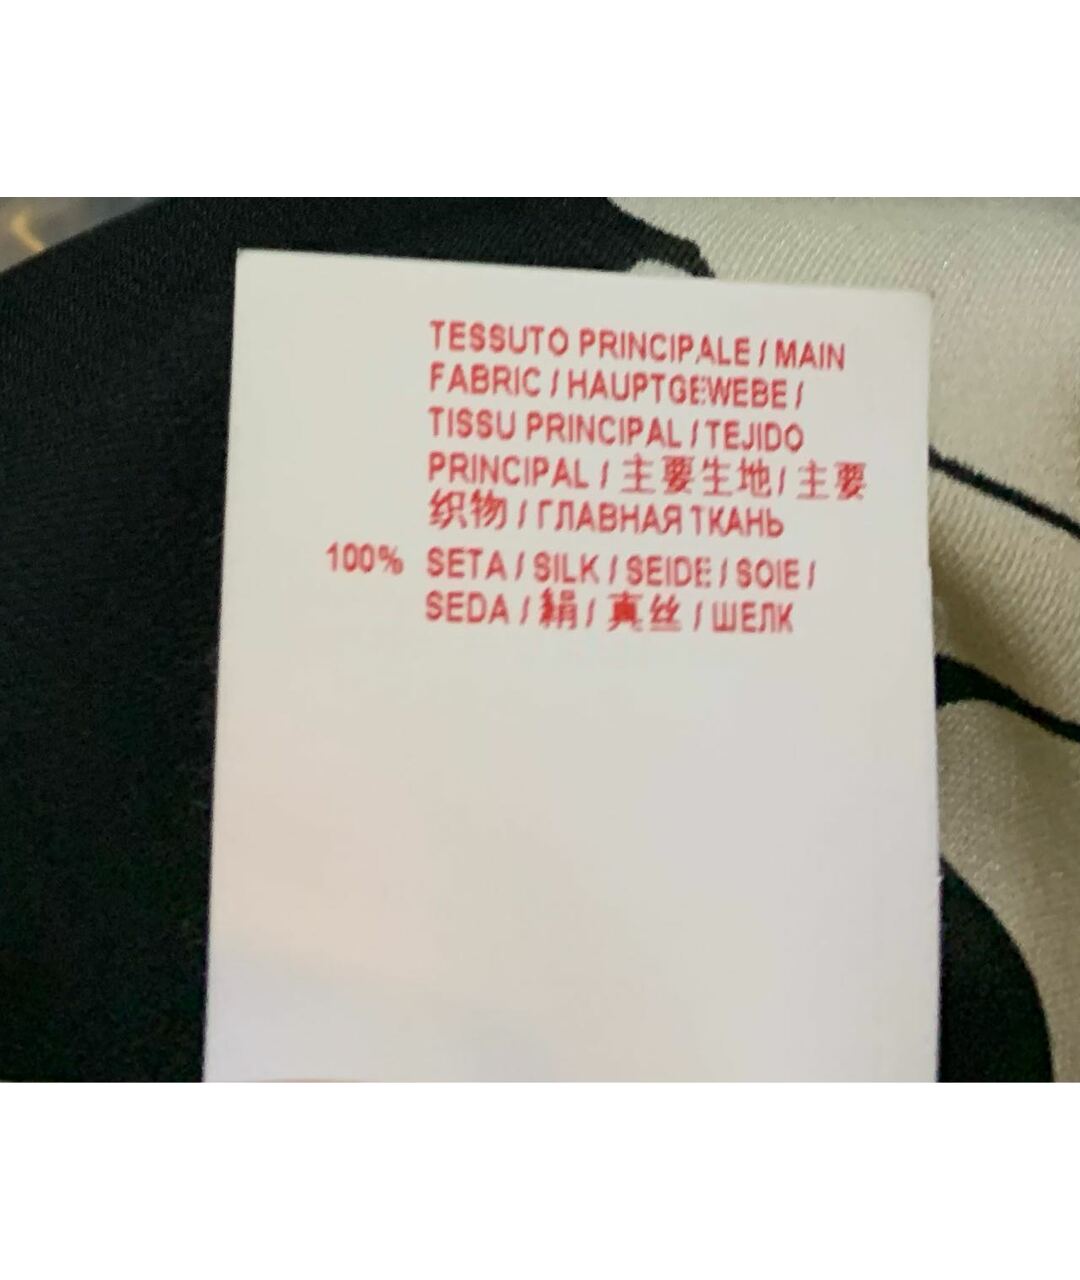 TESSUTO PRINCIPALE / MAIN
FABRIC / HAUPTGEWEBE /
TISSU PRINCIPAL / TEJIDO
PRINCIPAL / 主要生地 / 主要
织物 / ГЛАВНАЯ ТКАНЬ
100% SETA / SILK / SEIDE / SOIE /
SEDA / 絹 / 真丝 / ШЕЛК